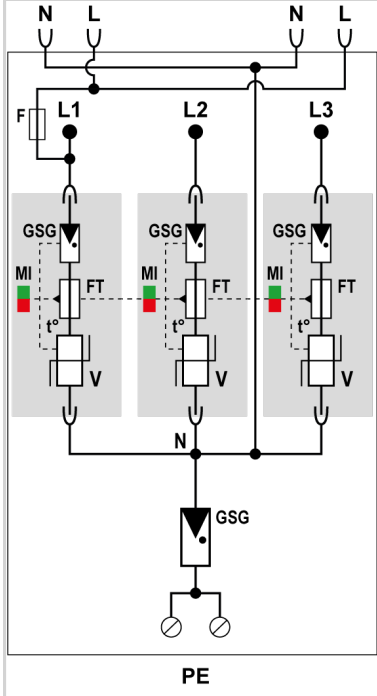 N L N L
F L1 L2 L3
GSG GSG GSG
MI FT MI FT MI FT
t° t° t°
V V V
N
GSG
PE